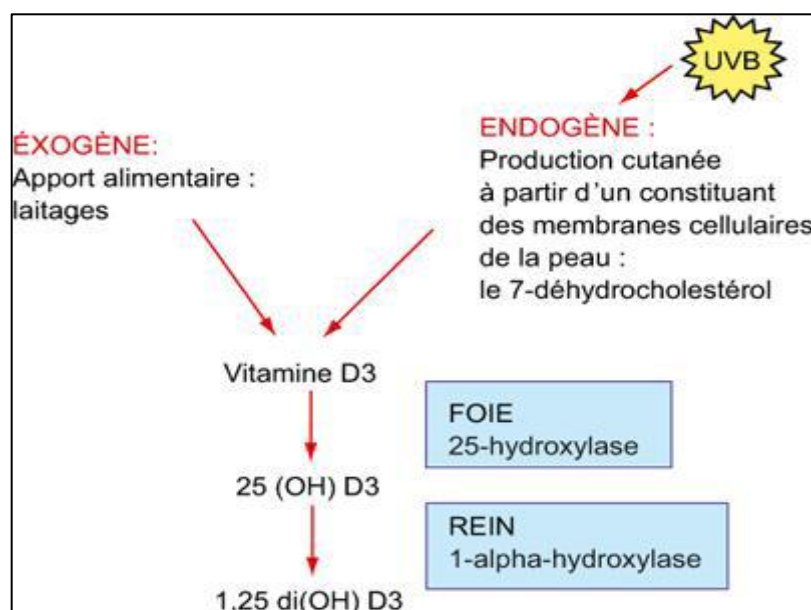 UVB
ÉXOGÈNE:
Apport alimentaire :
laitages
ENDOGÈNE :
Production cutanée
à partir d'un constituant
des membranes cellulaires
de la peau :
le 7-déhydrocholestérol
Vitamine D3
FOIE
25-hydroxylase
25 (OH) D3
REIN
1-alpha-hydroxylase
1,25 di(OH) D3